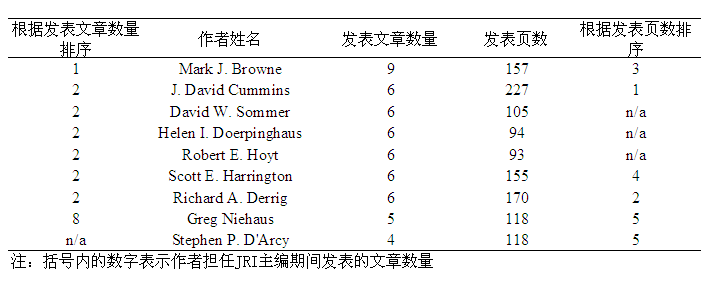 根据发表文章数量排序 作者姓名 发表文章数量 发表页数 根据发表页数排序
1 Mark J. Browne 9 157 3
2 J. David Cummins 6 227 1
2 David W. Sommer 6 105 n/a
2 Helen I. Doerpinghaus 6 94 n/a
2 Robert E. Hoyt 6 93 n/a
2 Scott E. Harrington 6 155 4
2 Richard A. Derrig 6 170 2
8 Greg Niehaus 5 118 5
n/a Stephen P. D'Arcy 4 118 5
注：括号内的数字表示作者担任JRI主编期间发表的文章数量